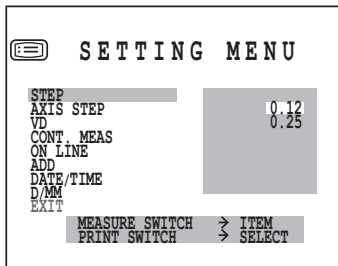 SETTING MENU
STEP
AXIS STEP 0.12
VD 0.25
CONT. MEAS
ON LINE
ADD
DATE/TIME
D/MM
EXIT
MEASURE SWITCH → ITEM
PRINT SWITCH → SELECT